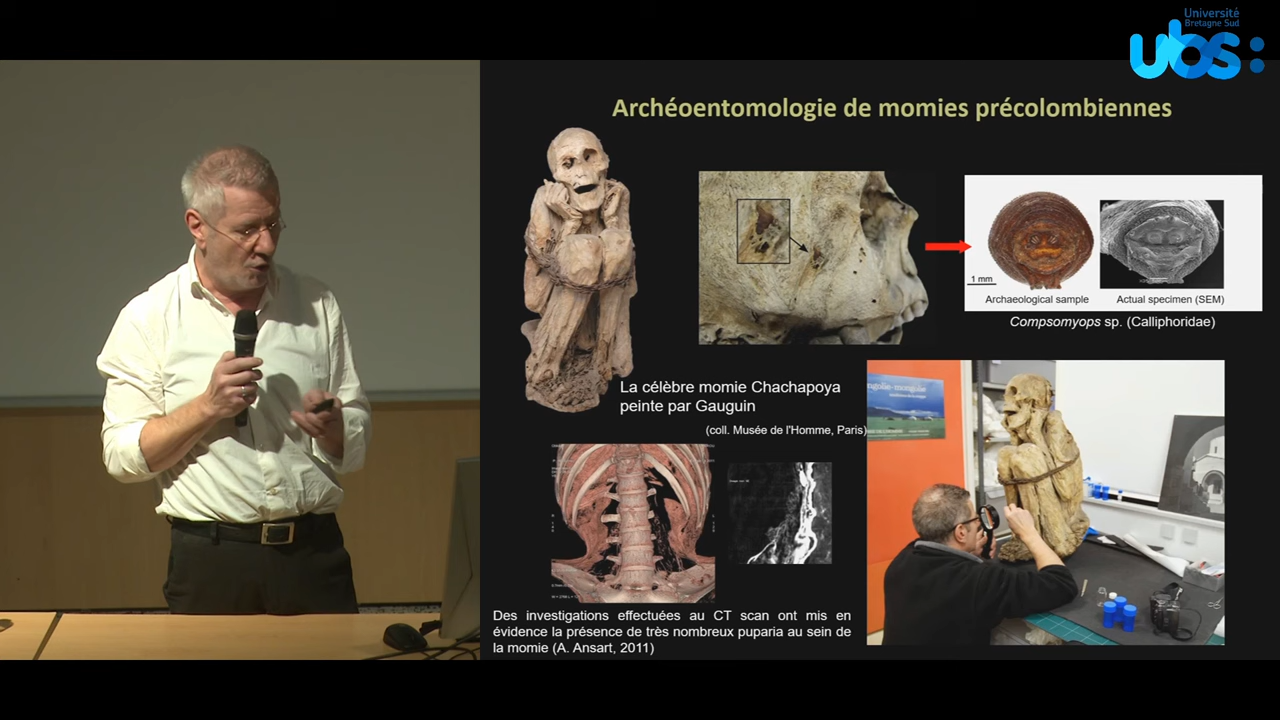 Université
Bretagne Sud
ubs:
Archéoentomologie de momies précolombiennes
1 mm
Archaeological sample
Actual specimen (SEM)
Compsomyops sp. (Calliphoridae)
La célèbre momie Chachapoya
peinte par Gauguin
(coll. Musée de l'Homme, Paris)
Des investigations effectuées au CT scan ont mis en
évidence la présence de très nombreux puparia au sein de
la momie (A. Ansart, 2011)